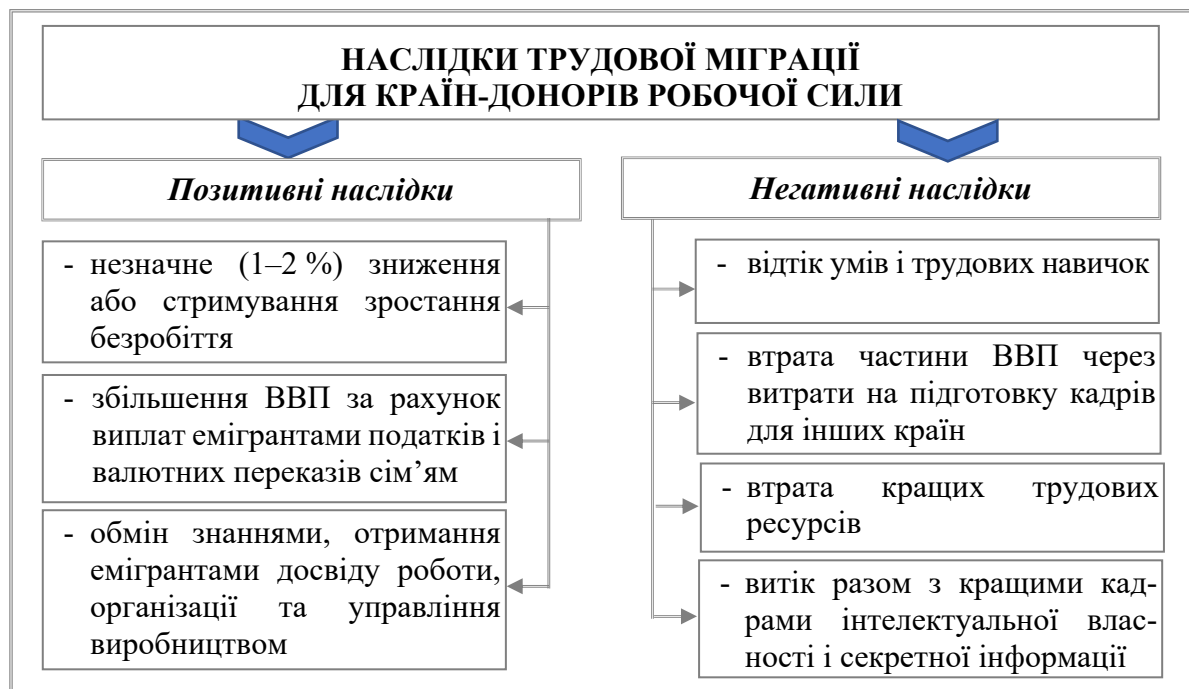 НАСЛІДКИ ТРУДОВОЇ МІГРАЦІЇ
ДЛЯ КРАЇН-ДОНОРІВ РОБОЧОЇ СИЛИ
Позитивні наслідки
- незначне (1–2 %) зниження
або стримування зростання
безробіття
- збільшення ВВП за рахунок
виплат емігрантами податків і
валютних переказів сім’ям
- обмін знаннями, отримання
емігрантами досвіду роботи,
організації та управління
виробництвом
Негативні наслідки
- відтік умів і трудових навичок
- втрата частини ВВП через
витрати на підготовку кадрів
для інших країн
- втрата кращих трудових
ресурсів
- витік разом з кращими кад-
рами інтелектуальної влас-
ності і секретної інформації